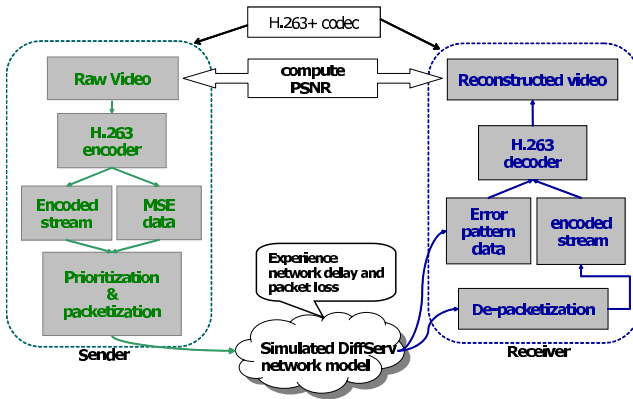 H.263+ codec
Raw Video
compute
PSNR
Reconstructed video
H.263
encoder
H.263
decoder
Encoded
stream
MSE
data
Error
pattern
data
encoded
stream
Prioritization
&
packetization
Experience
network delay and
packet loss
De-packetization
Sender
Simulated DiffServ
network model
Receiver